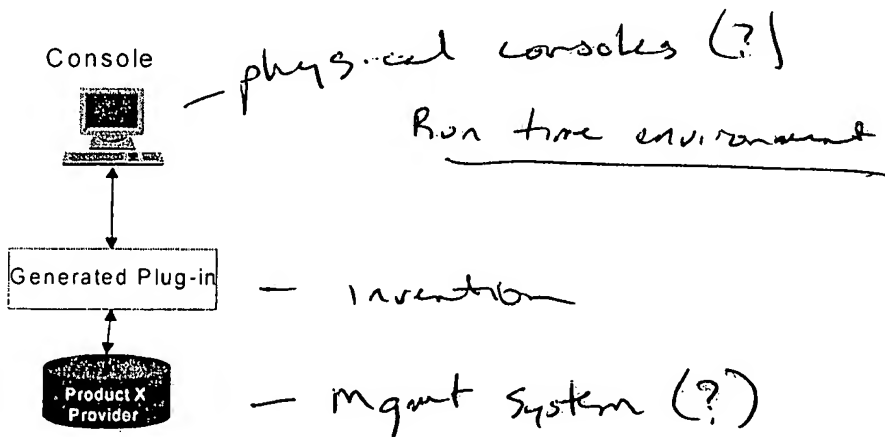 Console
– physical consoles (?)
Run time environment
Generated Plug-in
– invention
Product X
Provider
– mgmt system (?)